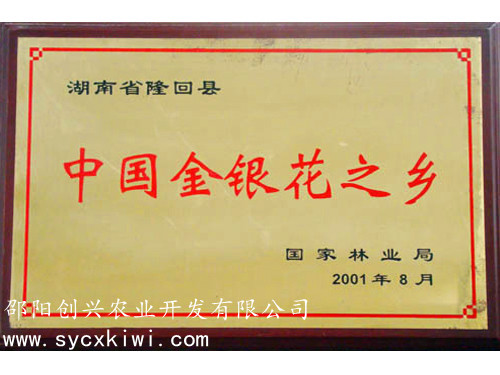 湖南省隆回县
中国金银花之乡
国家林业局
2001年8月
邵阳创兴农业开发有限公司
www.sycxkiwi.com